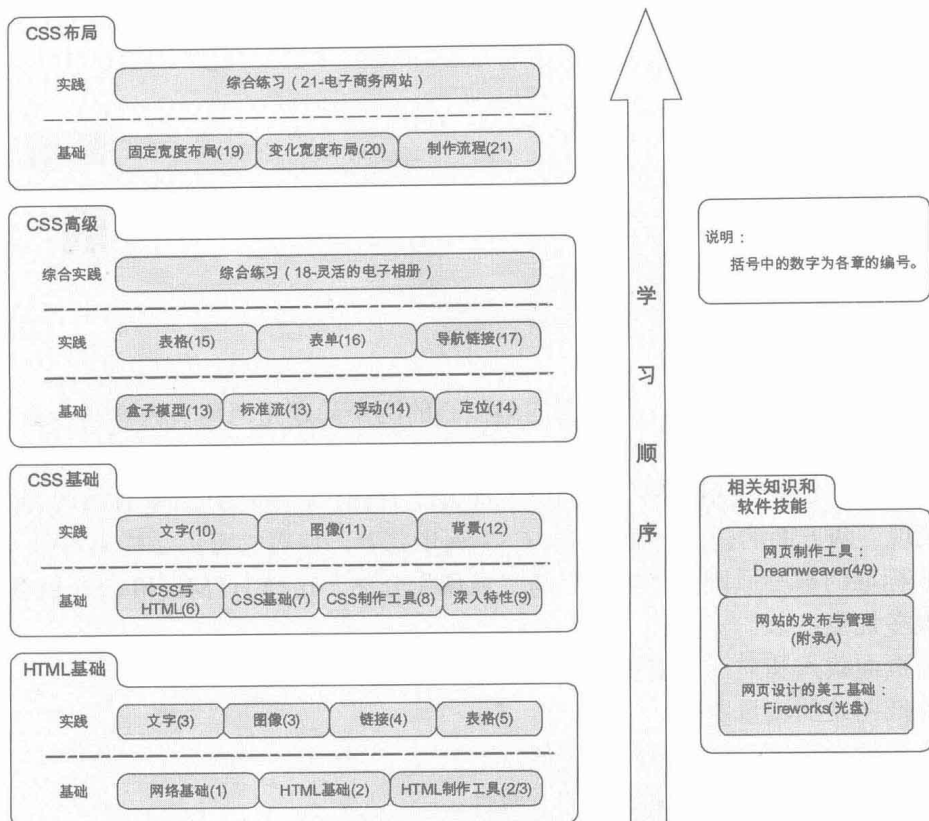 CSS布局
实践 综合练习（21-电子商务网站）
基础 固定宽度布局(19) 变化宽度布局(20) 制作流程(21)
CSS高级
综合实践 综合练习（18-灵活的电子相册）
实践 表格(15) 表单(16) 导航链接(17)
基础 盒子模型(13) 标准流(13) 浮动(14) 定位(14)
CSS基础
实践 文字(10) 图像(11) 背景(12)
基础 CSS与
HTML(6) CSS基础(7) CSS制作工具(8) 深入特性(9)
HTML基础
实践 文字(3) 图像(3) 链接(4) 表格(5)
基础 网络基础(1) HTML基础(2) HTML制作工具(2/3)
学
习
顺
序
说明：
括号中的数字为各章的编号。
相关知识和
软件技能
网页制作工具：
Dreamweaver(4/9)
网站的发布与管理
(附录A)
网页设计的美工基础：
Fireworks(光盘)